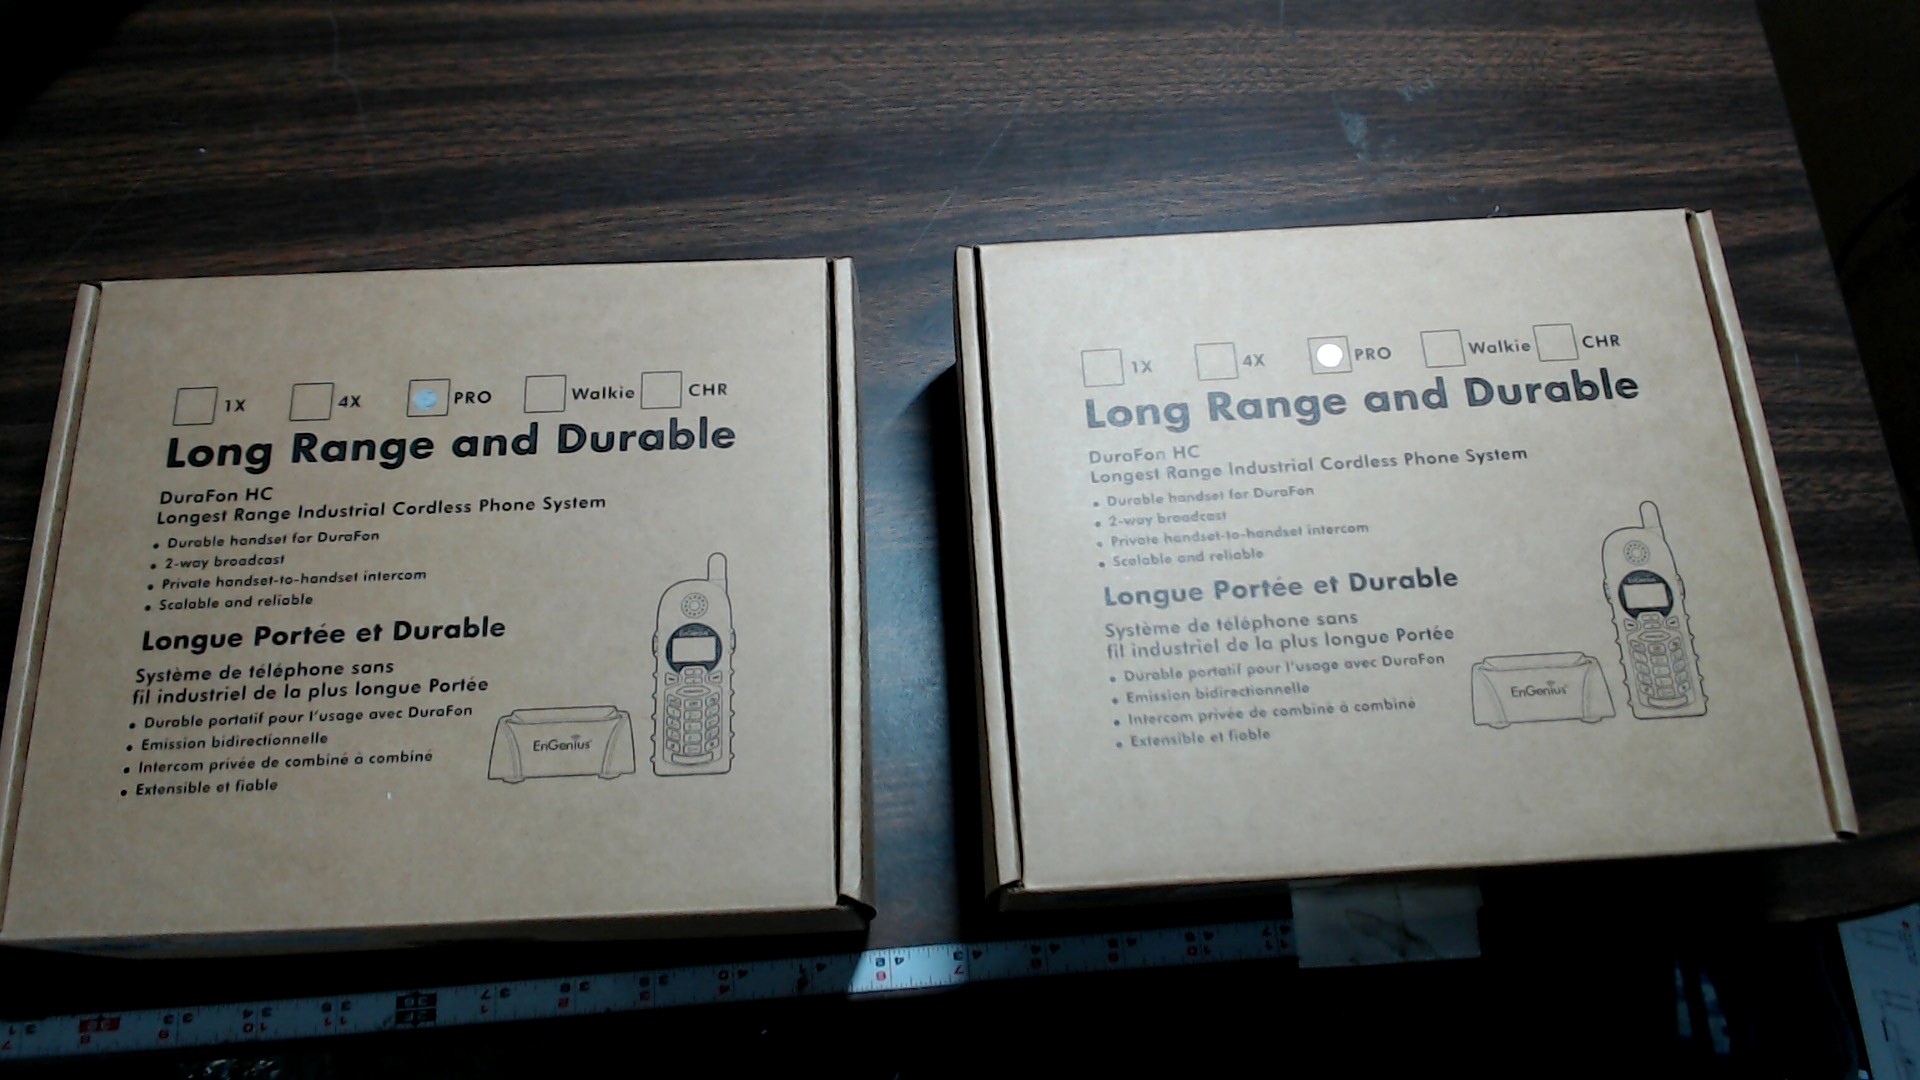 1X 4X PRO Walkie CHR
Long Range and Durable
DuraFon HC
Longest Range Industrial Cordless Phone System
• Durable handset for DuraFon
• 2-way broadcast
• Private handset-to-handset intercom
• Scalable and reliable
Longue Portée et Durable
Système de téléphone sans
fil industriel de la plus longue Portée
• Durable portatif pour l'usage avec DuraFon
• Emission bidirectionnelle
• Intercom privée de combiné à combiné
• Extensible et fiable
EnGenius
1X 4X PRO Walkie CHR
Long Range and Durable
DuraFon HC
Longest Range Industrial Cordless Phone System
• Durable handset for DuraFon
• 2-way broadcast
• Private handset-to-handset intercom
• Scalable and reliable
Longue Portée et Durable
Système de téléphone sans
fil industriel de la plus longue Portée
• Durable portatif pour l'usage avec DuraFon
• Emission bidirectionnelle
• Intercom privée de combiné à combiné
• Extensible et fiable
EnGenius